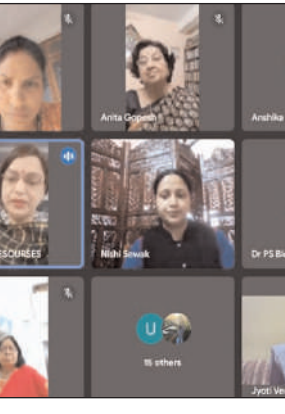 Anita Gopesh
Anshika
ESOURSES
Nishi Sewak
Dr PS Bi
U
15 others
Jyoti Ve